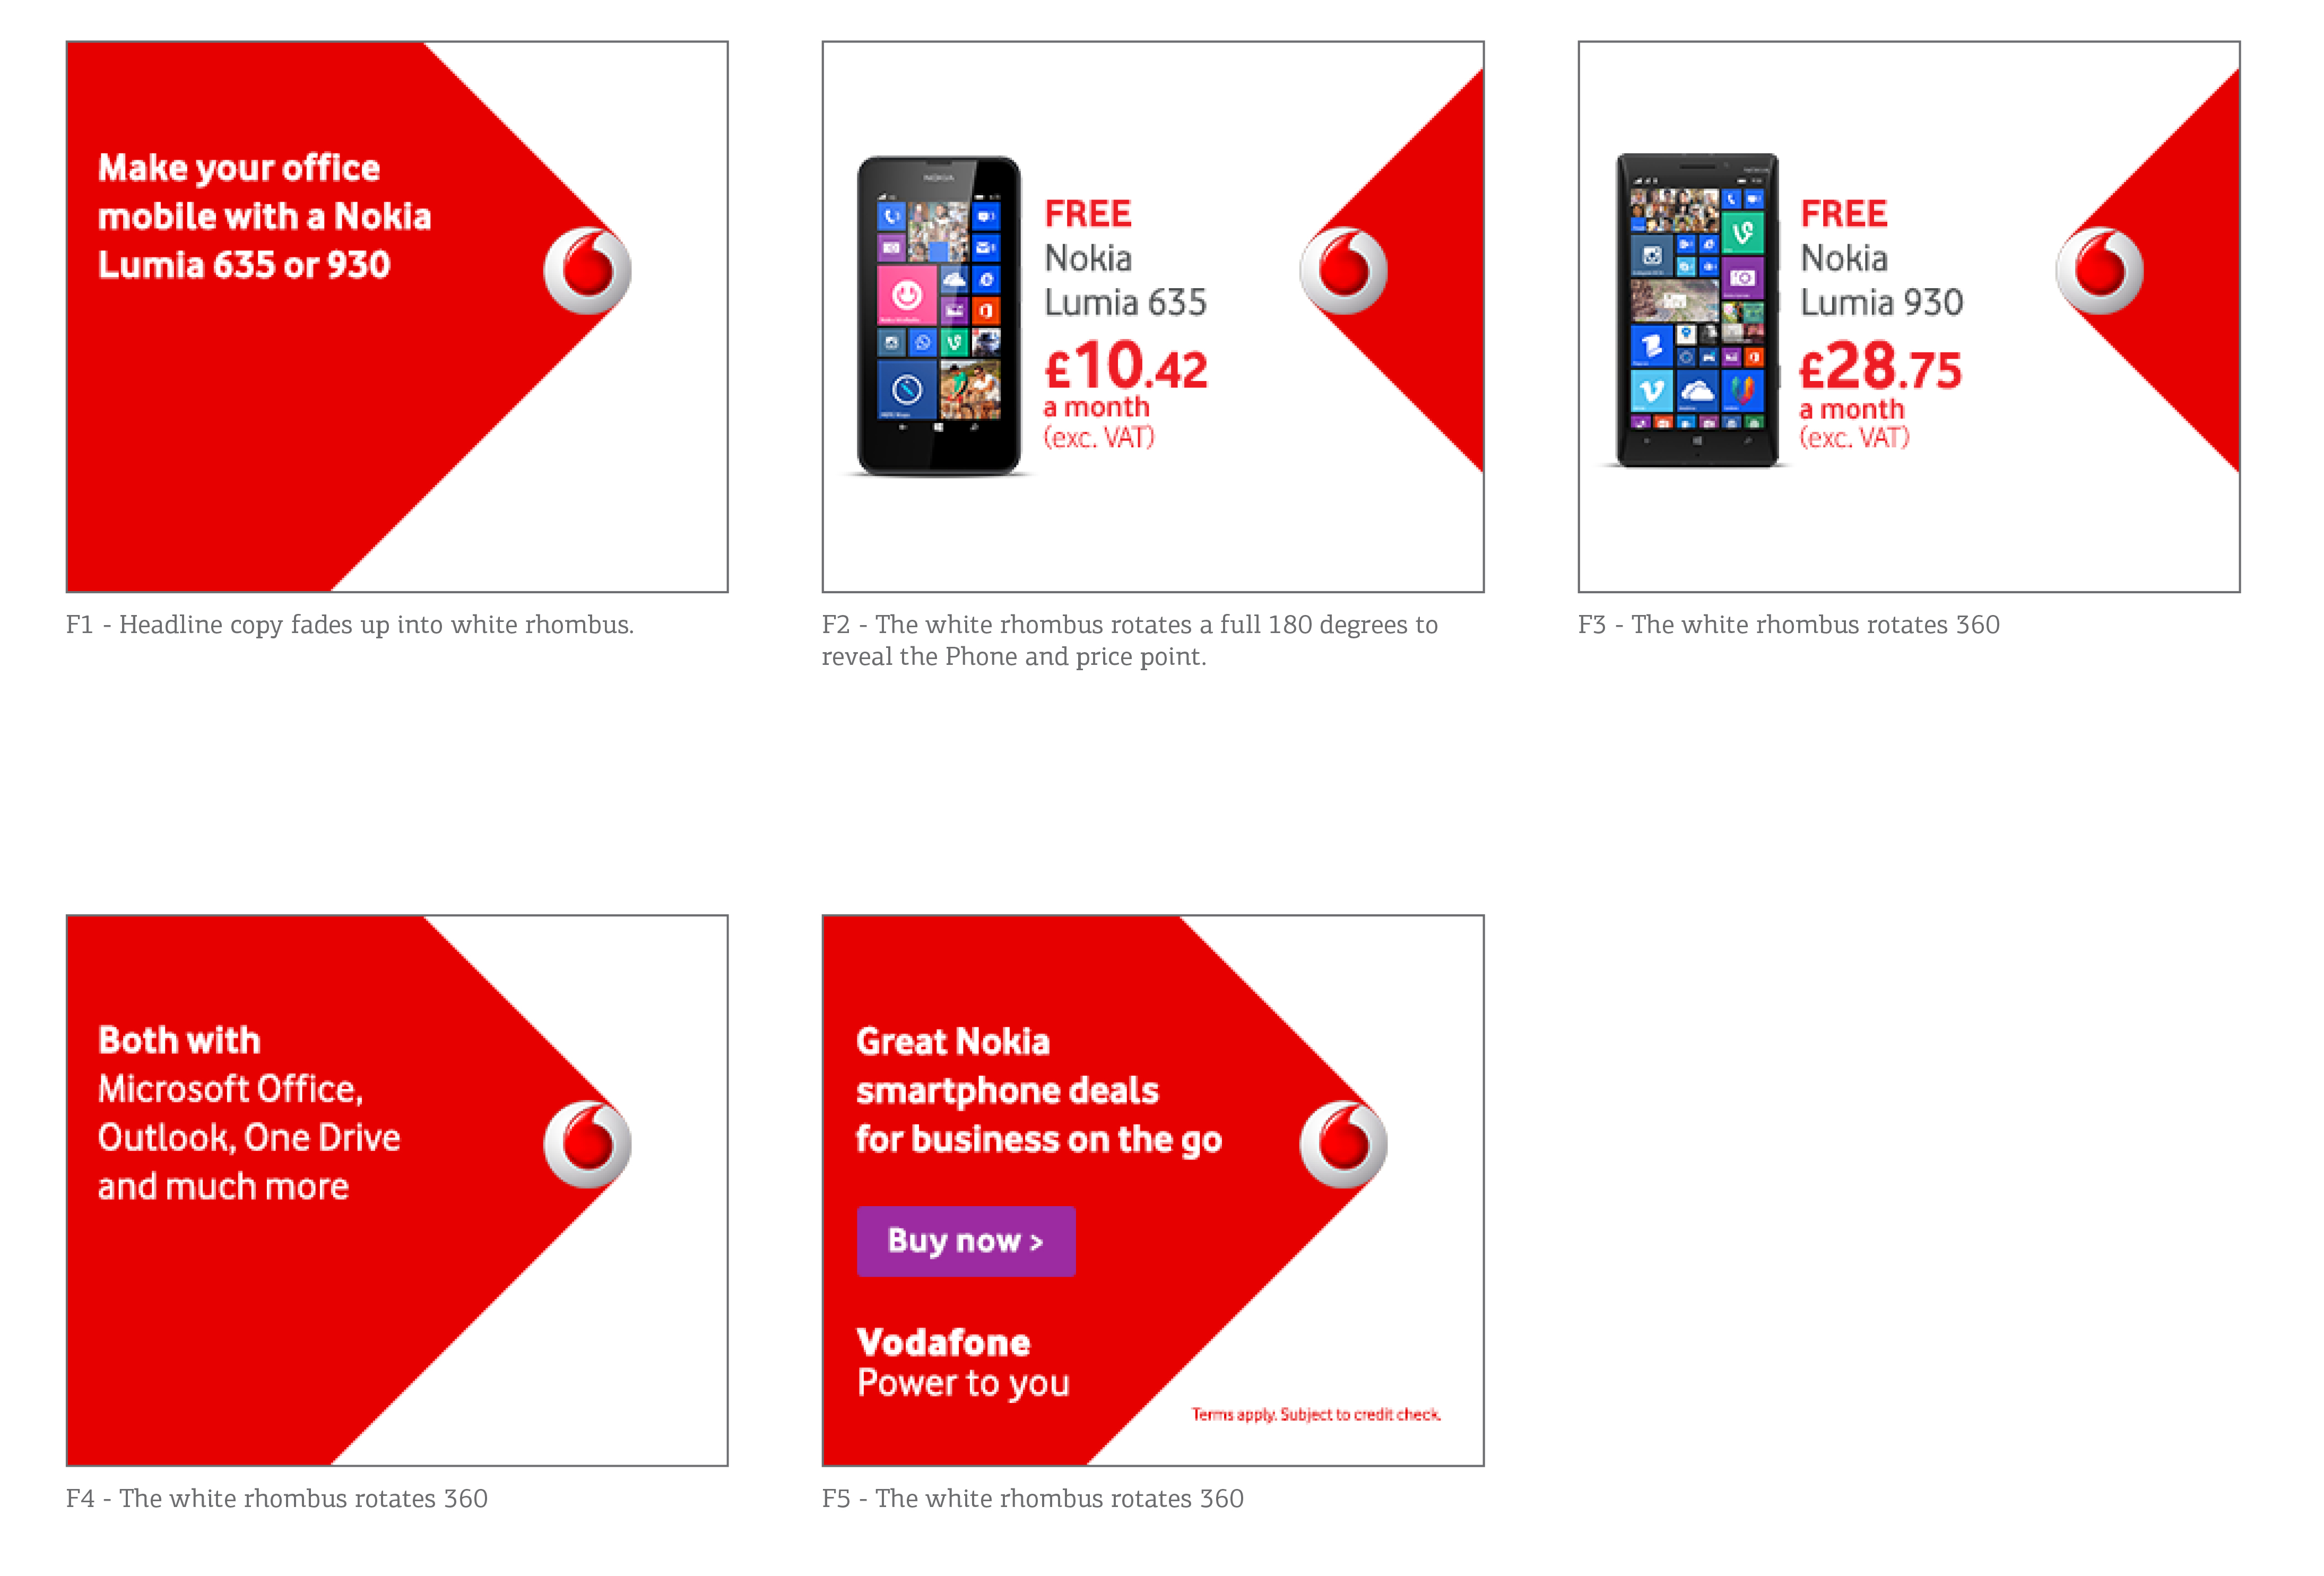 Make your office
mobile with a Nokia
Lumia 635 or 930
F1 - Headline copy fades up into white rhombus.
NOKIA
FREE
Nokia
Lumia 635
£10.42
a month
(exc. VAT)
F2 - The white rhombus rotates a full 180 degrees to
reveal the Phone and price point.
FREE
Nokia
Lumia 930
£28.75
a month
(exc. VAT)
F3 - The white rhombus rotates 360
Both with
Microsoft Office,
Outlook, One Drive
and much more
F4 - The white rhombus rotates 360
Great Nokia
smartphone deals
for business on the go
Buy now >
Vodafone
Power to you
Terms apply. Subject to credit check.
F5 - The white rhombus rotates 360